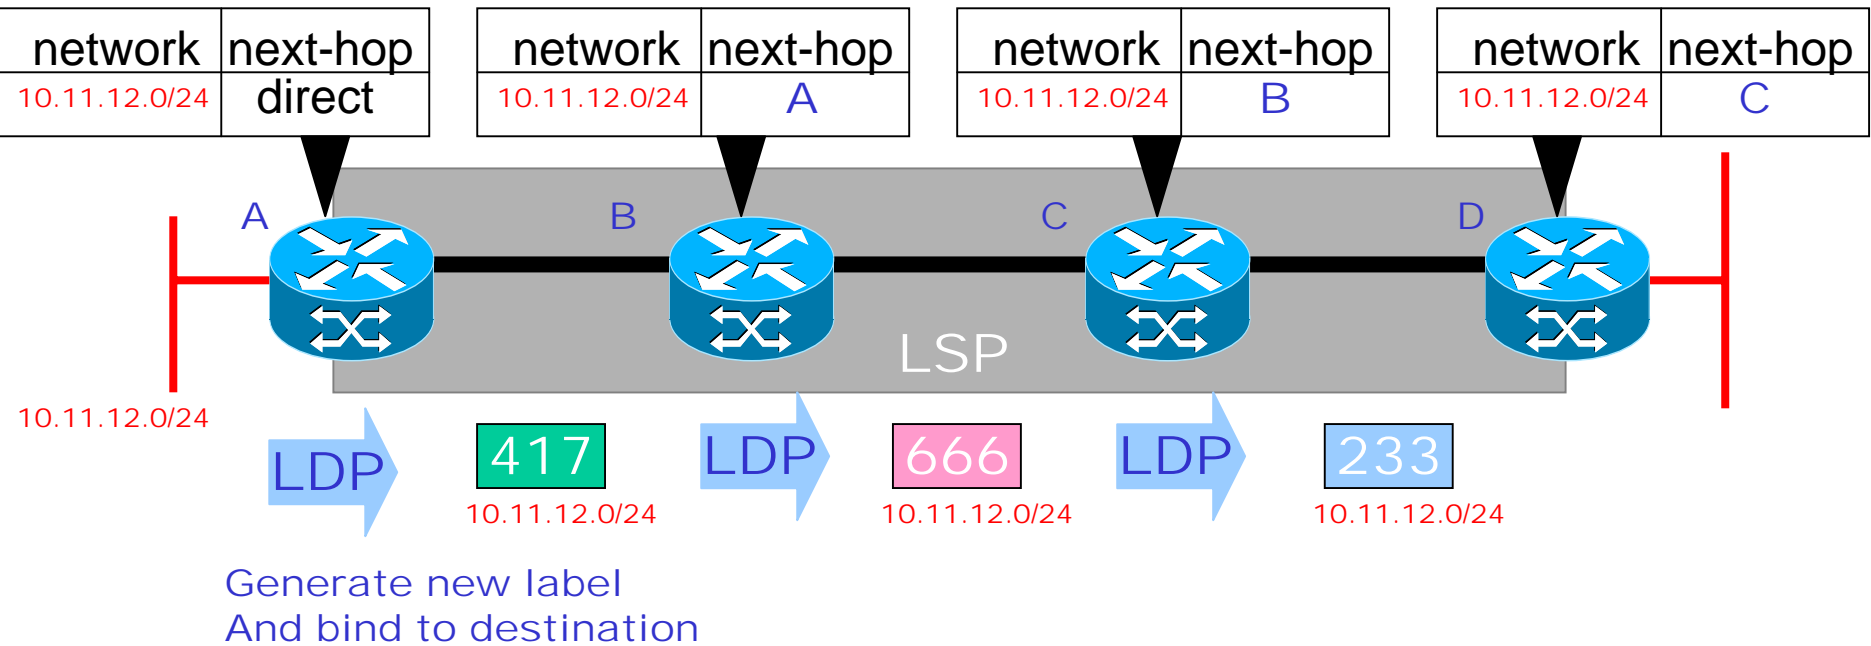 network next-hop network next-hop network next-hop network next-hop
10.11.12.0/24 direct 10.11.12.0/24 A 10.11.12.0/24 B 10.11.12.0/24 C
A B C D
LSP
10.11.12.0/24
LDP 417 LDP 666 LDP 233
10.11.12.0/24 10.11.12.0/24 10.11.12.0/24
Generate new label
And bind to destination